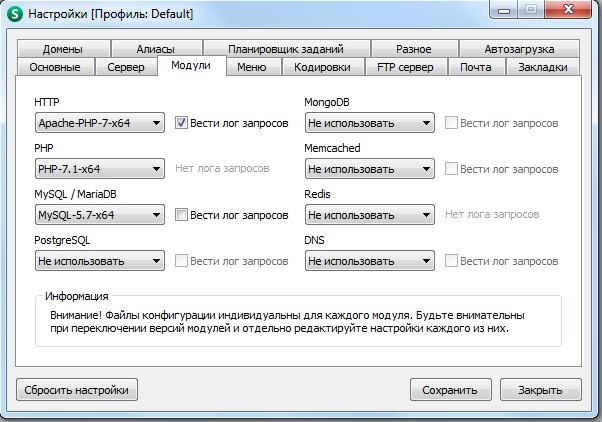 Настройки [Профиль: Default]
Домены Алиасы Планировщик заданий Разное Автозагрузка
Основные Сервер Модули Меню Кодировки FTP сервер Почта Закладки
HTTP MongoDB
Apache-PHP-7-x64 Вести лог запросов Не использовать Вести лог запросов
PHP Memcached
PHP-7.1-x64 Нет лога запросов Не использовать Вести лог запросов
MySQL / MariaDB Redis
MySQL-5.7-x64 Вести лог запросов Не использовать Нет лога запросов
PostgreSQL DNS
Не использовать Вести лог запросов Не использовать Вести лог запросов
Информация
Внимание! Файлы конфигурации индивидуальны для каждого модуля. Будьте внимательны
при переключении версий модулей и отдельно редактируйте настройки каждого из них.
Сбросить настройки Сохранить Закрыть